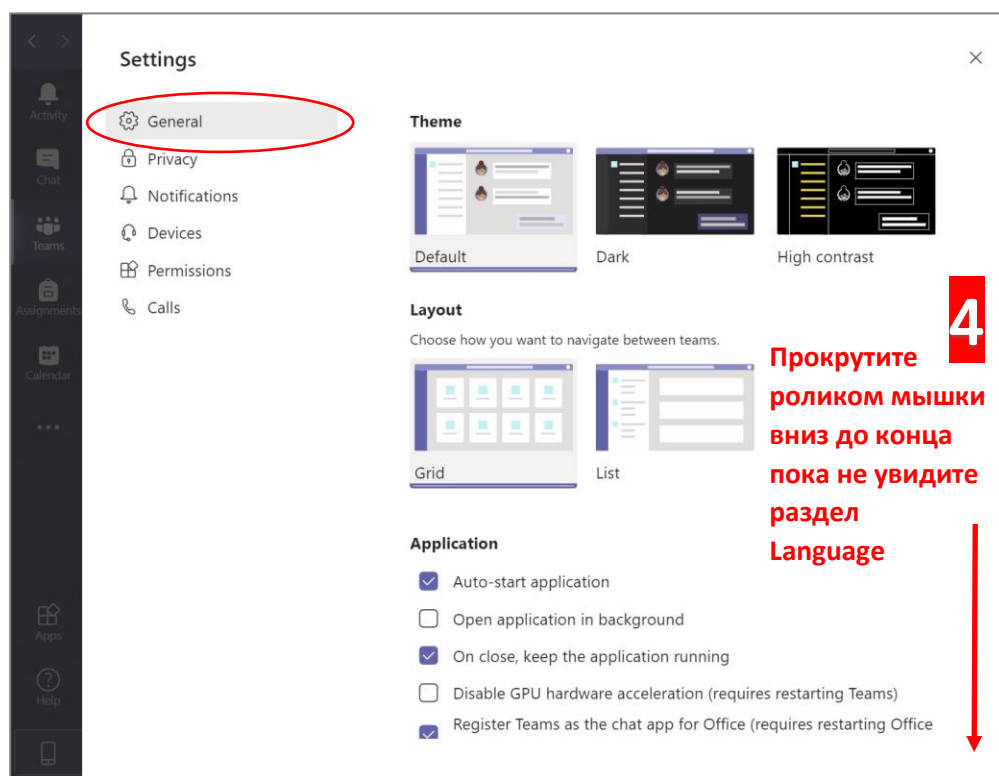 Settings
Activity
Chat
Teams
Assignments
Calendar
Apps
Help
General
Privacy
Notifications
Devices
Permissions
Calls
Theme
Default
Dark
High contrast
Layout
Choose how you want to navigate between teams.
Grid
List
4
Прокрутите
роликом мышки
вниз до конца
пока не увидите
раздел
Language
Application
Auto-start application
Open application in background
On close, keep the application running
Disable GPU hardware acceleration (requires restarting Teams)
Register Teams as the chat app for Office (requires restarting Office